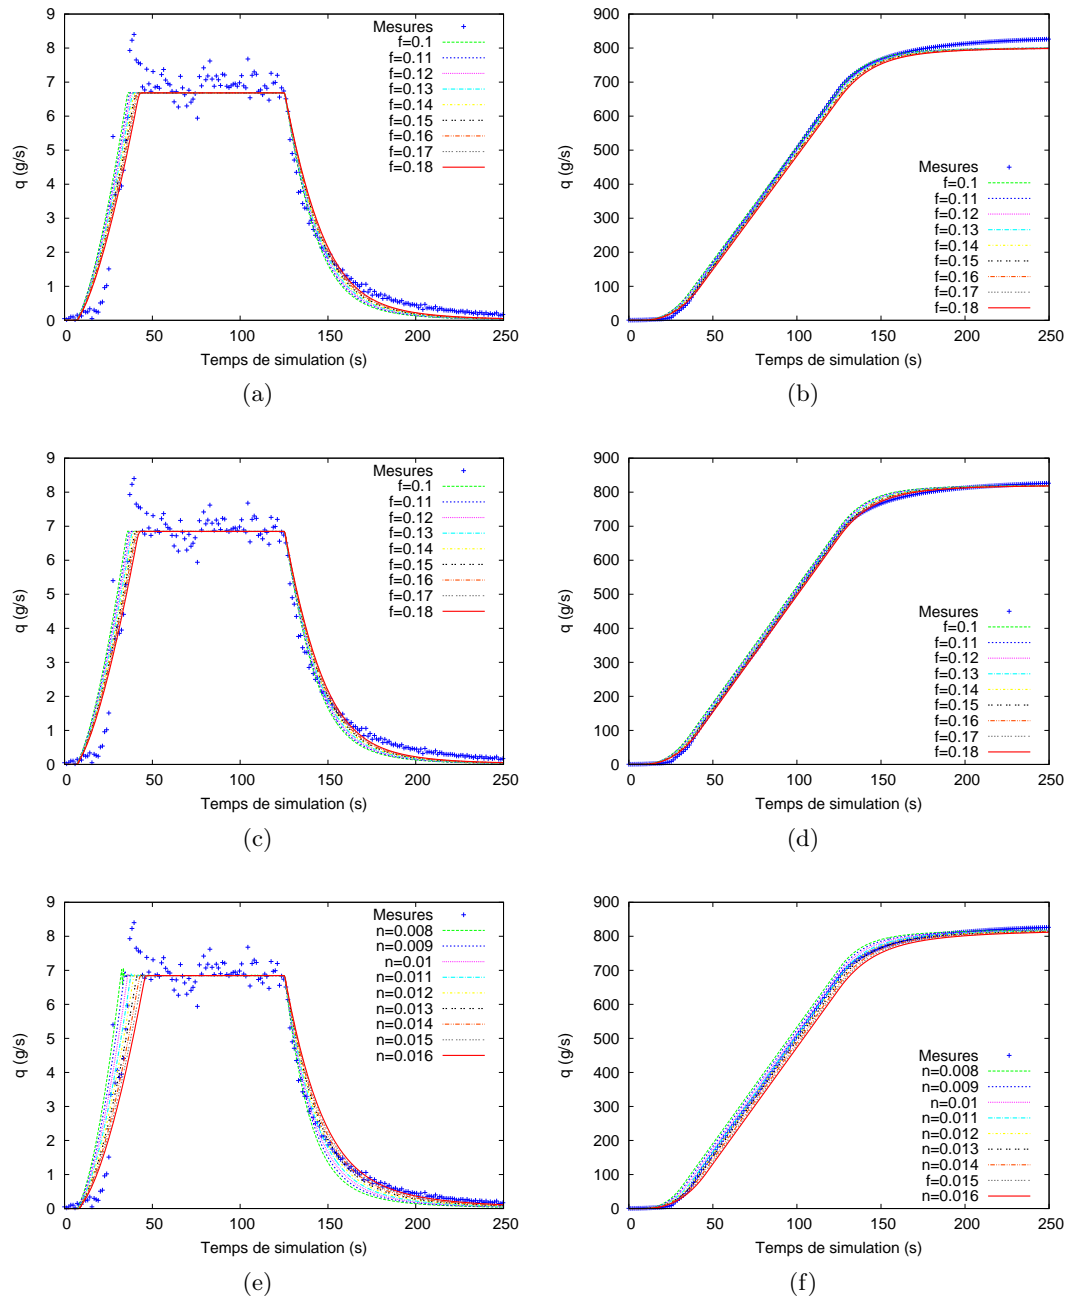 9
8
7
6
5
4
3
2
1
0
q (g/s)
0 50 100 150 200 250
Temps de simulation (s)
Mesures
f=0.1
f=0.11
f=0.12
f=0.13
f=0.14
f=0.15
f=0.16
f=0.17
f=0.18
(a)
900
800
700
600
500
400
300
200
100
0
q (g/s)
0 50 100 150 200 250
Temps de simulation (s)
Mesures
f=0.1
f=0.11
f=0.12
f=0.13
f=0.14
f=0.15
f=0.16
f=0.17
f=0.18
(b)
9
8
7
6
5
4
3
2
1
0
q (g/s)
0 50 100 150 200 250
Temps de simulation (s)
Mesures
f=0.1
f=0.11
f=0.12
f=0.13
f=0.14
f=0.15
f=0.16
f=0.17
f=0.18
(c)
900
800
700
600
500
400
300
200
100
0
q (g/s)
0 50 100 150 200 250
Temps de simulation (s)
Mesures
f=0.1
f=0.11
f=0.12
f=0.13
f=0.14
f=0.15
f=0.16
f=0.17
f=0.18
(d)
9
8
7
6
5
4
3
2
1
0
q (g/s)
0 50 100 150 200 250
Temps de simulation (s)
Mesures
n=0.008
n=0.009
n=0.01
n=0.011
n=0.012
n=0.013
n=0.014
n=0.015
n=0.016
(e)
900
800
700
600
500
400
300
200
100
0
q (g/s)
0 50 100 150 200 250
Temps de simulation (s)
Mesures
n=0.008
n=0.009
n=0.01
n=0.011
n=0.012
n=0.013
n=0.014
f=0.015
n=0.016
(f)